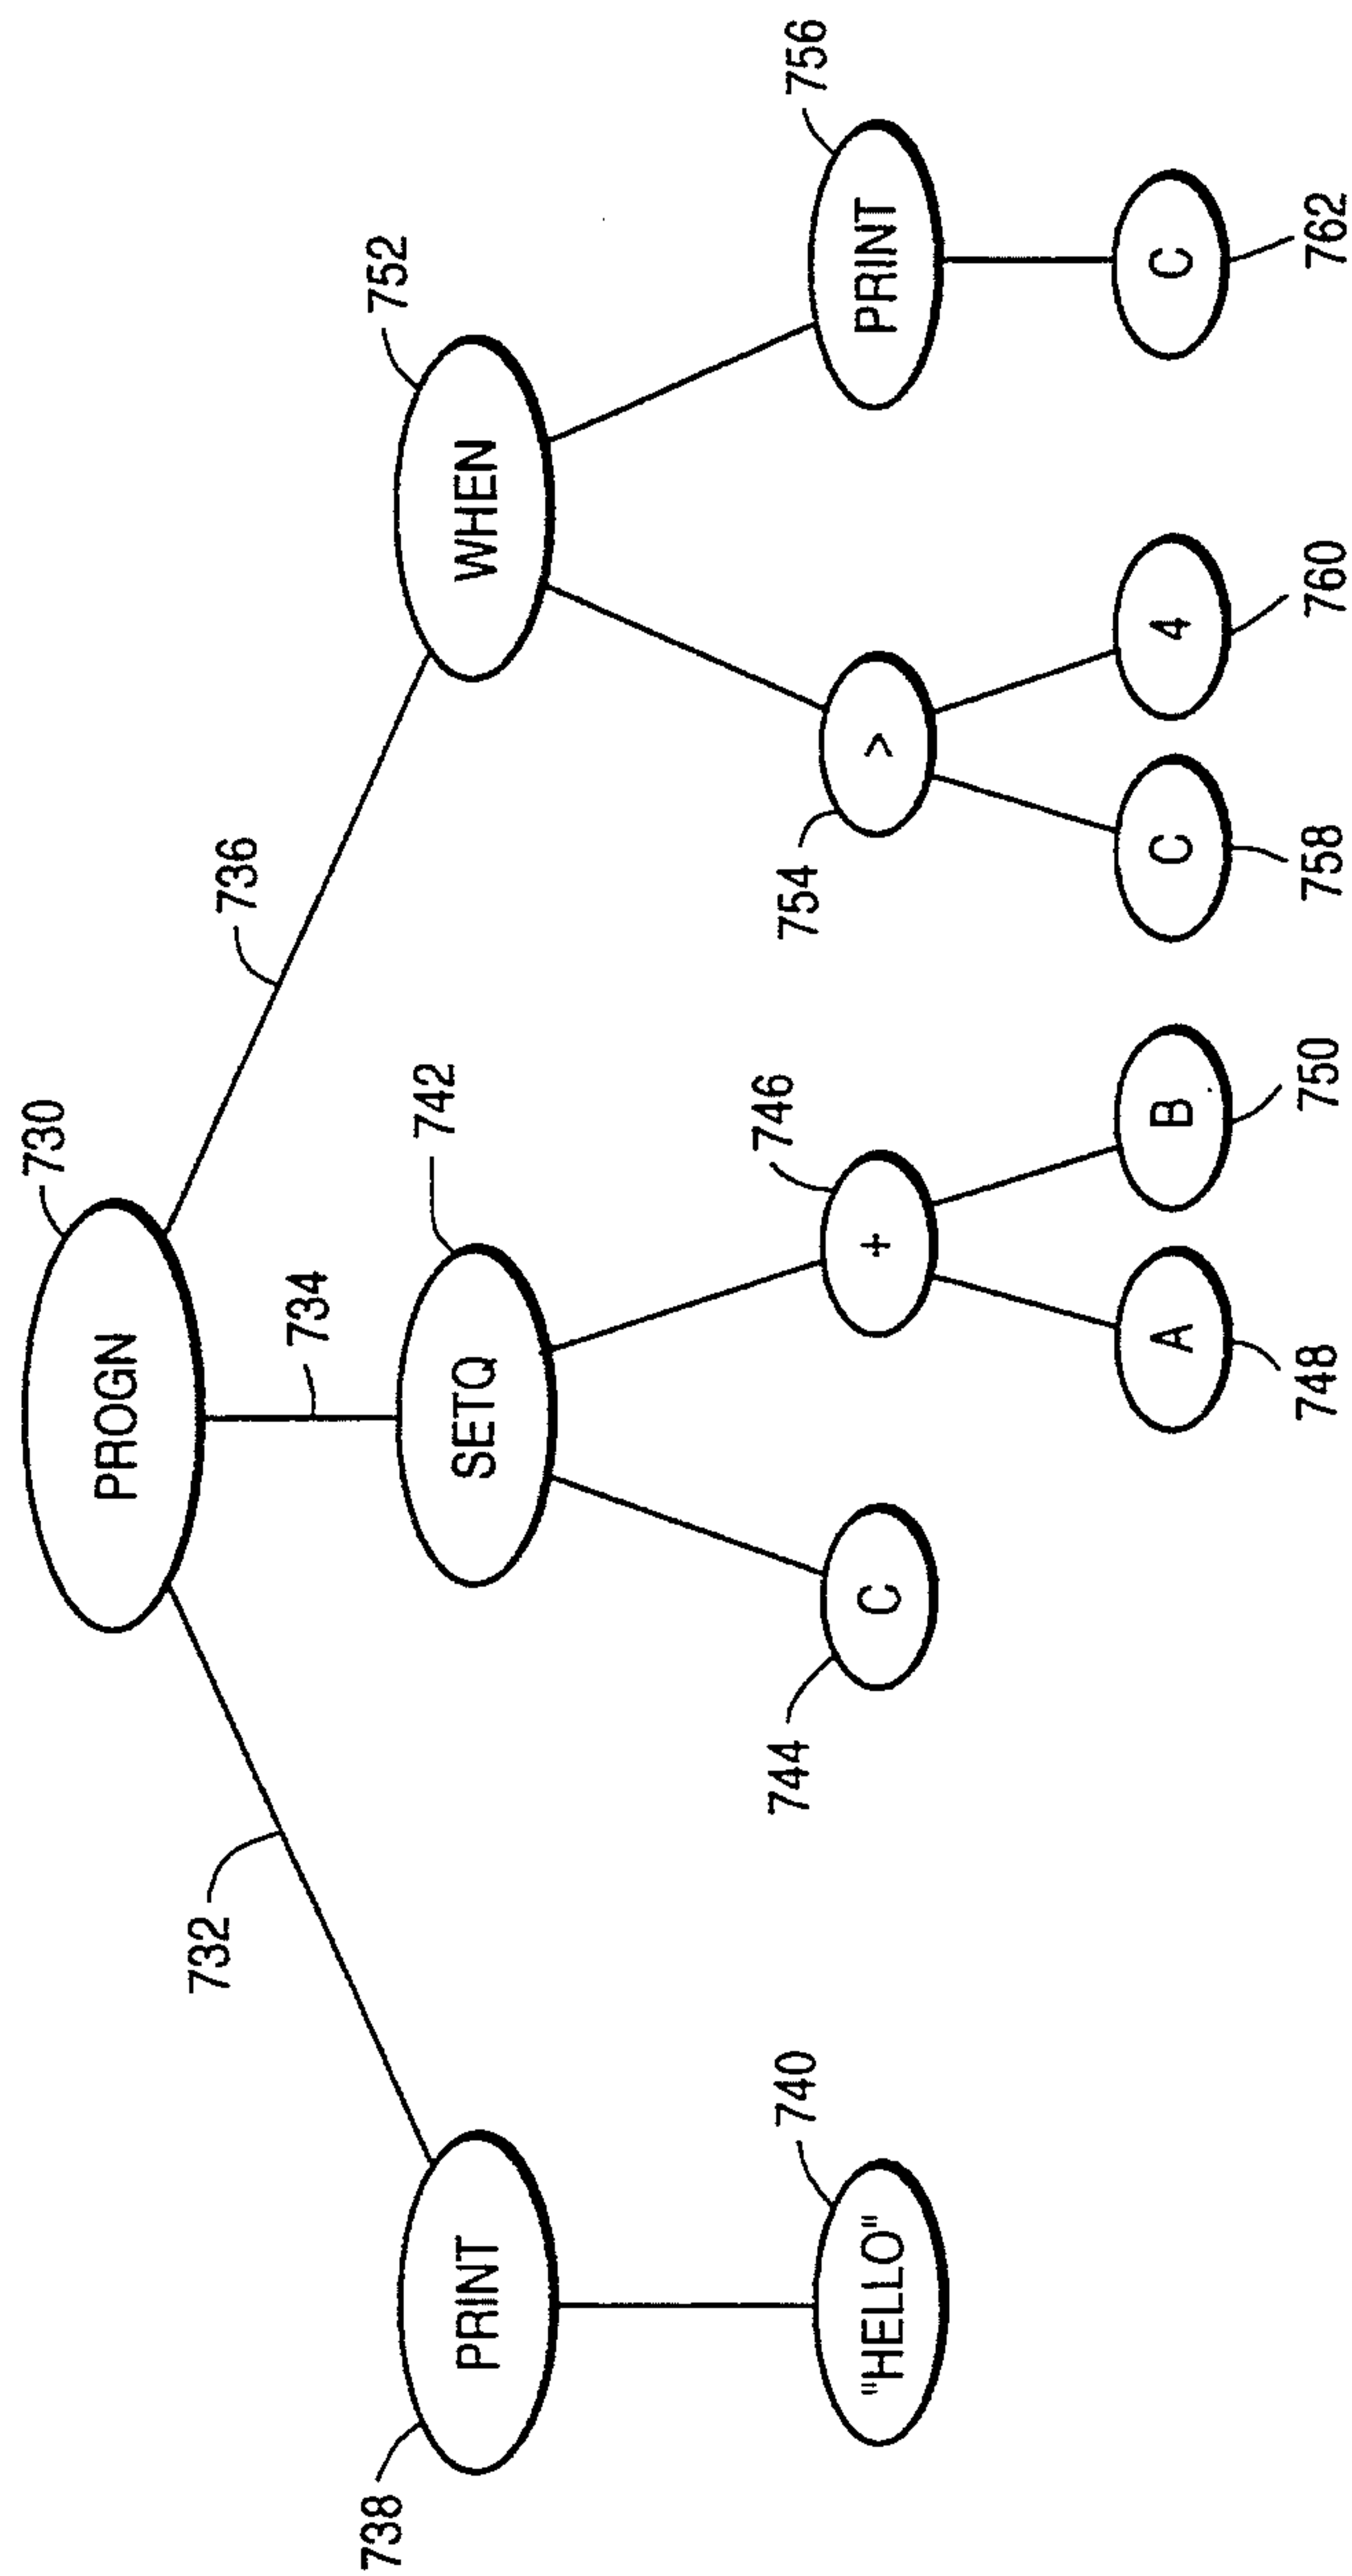 730
PROGN
732
736
734
738
PRINT
742
SETQ
752
WHEN
740
"HELLO"
744
C
746
+
754
>
756
PRINT
A
B
C
4
C
748
750
758
760
762